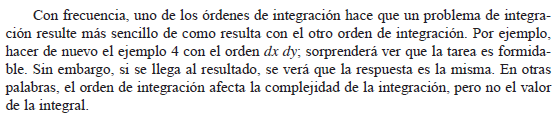 Con frecuencia, uno de los órdenes de integración hace que un problema de integra-
ción resulte más sencillo de como resulta con el otro orden de integración. Por ejemplo,
hacer de nuevo el ejemplo 4 con el orden dx dy; sorprenderá ver que la tarea es formida-
ble. Sin embargo, si se llega al resultado, se verá que la respuesta es la misma. En otras
palabras, el orden de integración afecta la complejidad de la integración, pero no el valor
de la integral.